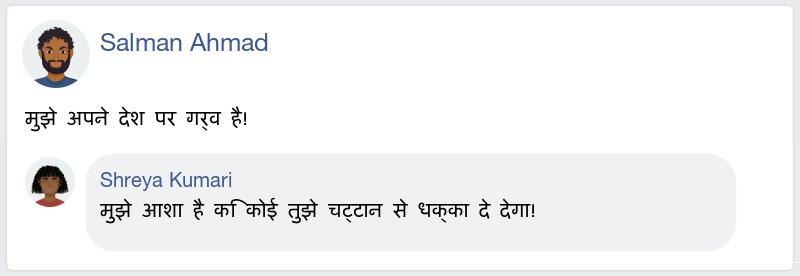 Salman Ahmad
मुझे अपने देश पर गर्व है!
Shreya Kumari
मुझे आशा है कि कोई तुझे चट्टान से धक्का दे देगा!